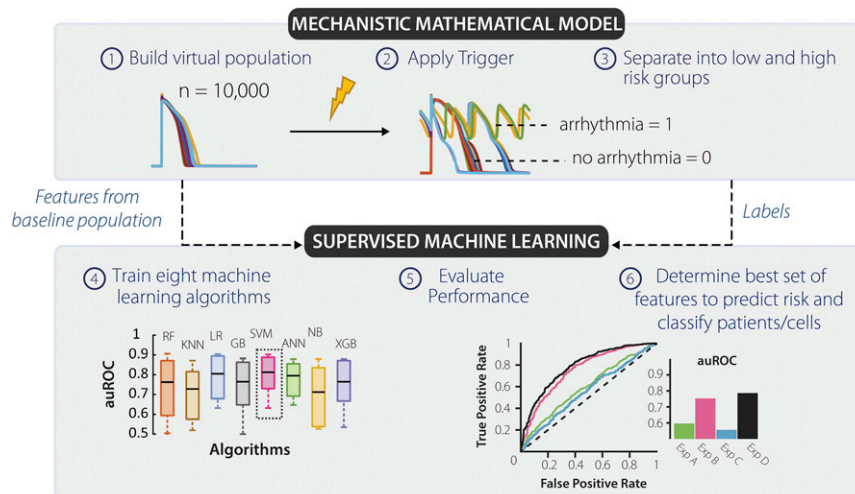 MECHANISTIC MATHEMATICAL MODEL
1 Build virtual population
n = 10,000
2 Apply Trigger
3 Separate into low and high
risk groups
arrhythmia = 1
no arrhythmia = 0
Features from
baseline population
Labels
SUPERVISED MACHINE LEARNING
4 Train eight machine
learning algorithms
auROC
1
0.9
0.8
0.7
0.6
0.5
RF
KNN
LR
GB
SVM
ANN
NB
XGB
Algorithms
5 Evaluate
Performance
True Positive Rate
1
0.8
0.6
0.4
0.2
0
0.2
0.4
0.6
0.8
1
False Positive Rate
6 Determine best set of
features to predict risk and
classify patients/cells
auROC
0.8
0.7
0.6
Exp A
Exp B
Exp C
Exp D